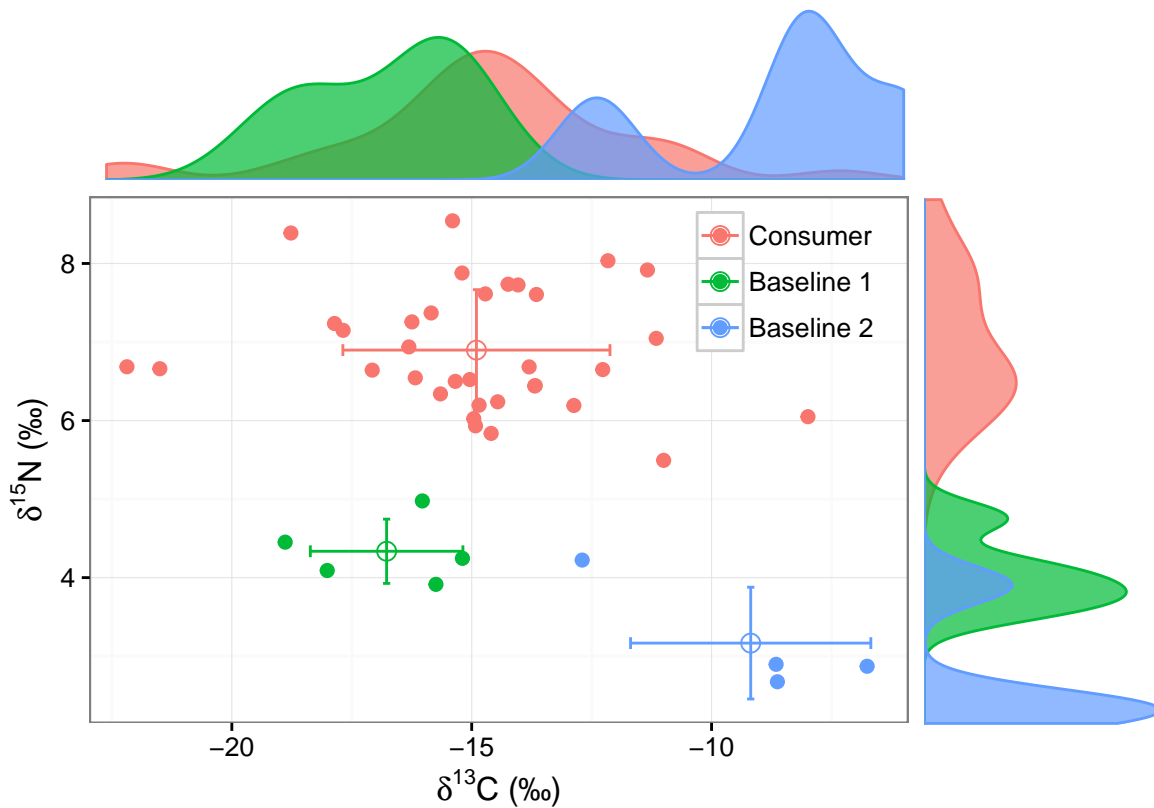 Consumer
Baseline 1
Baseline 2
8
6
4
δ¹⁵N (‰)
−20
−15
−10
δ¹³C (‰)